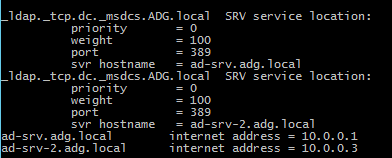 _ldap._tcp.dc._msdcs.ADG.local SRV service location:
priority = 0
weight = 100
port = 389
svr hostname = ad-srv.adg.local
_ldap._tcp.dc._msdcs.ADG.local SRV service location:
priority = 0
weight = 100
port = 389
svr hostname = ad-srv-2.adg.local
ad-srv.adg.local internet address = 10.0.0.1
ad-srv-2.adg.local internet address = 10.0.0.3